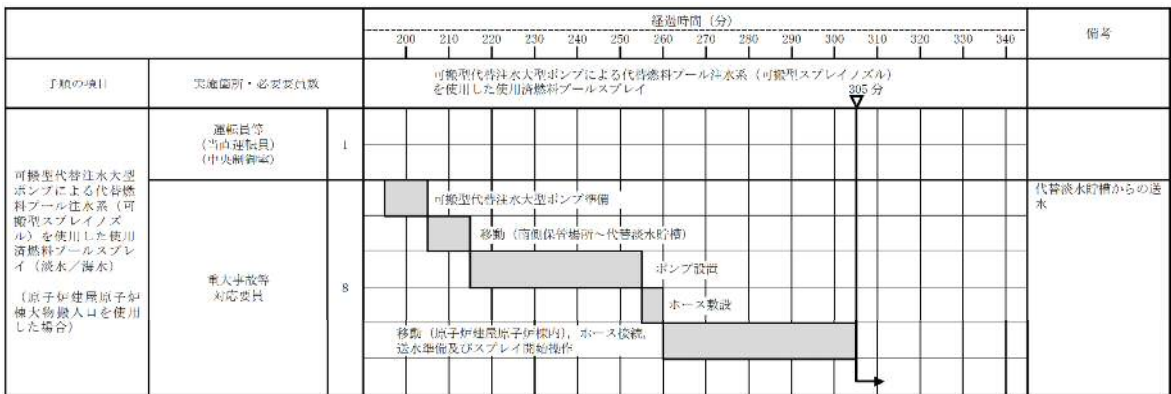 経過時間(分)
備考
200 210 220 230 240 250 260 270 280 290 300 310 320 330 340
手順の項目
実施箇所・必要要員数
可搬型代替注水大型ポンプによる代替燃料プール注水系(可搬型スプレイノズル)
を使用した使用済燃料プールスプレイ
305分
可搬型代替注水大型
ポンプによる代替燃
料プール注水系(可
搬型スプレイノズ
ル)を使用した使用
済燃料プールスプレ
イ(淡水/海水)
(原子炉建屋原子炉
棟大物搬入口を使用
した場合)
運転員等
(当直運転員)
(中央制御室)
1
重大事故等
対応要員
8
可搬型代替注水大型ポンプ準備
移動(南側保管場所~代替淡水貯槽)
ポンプ設置
ホース敷設
移動(原子炉建屋原子炉棟内),ホース接続,
送水準備及びスプレイ開始操作
代替淡水貯槽からの送
水